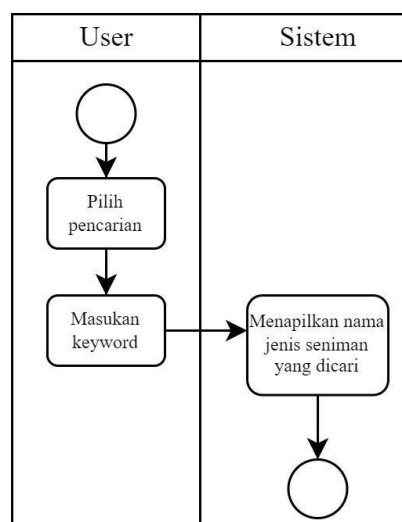 User
Sistem
Pilih
pencarian
Masukan
keyword
Menapilkan nama
jenis seniman
yang dicari